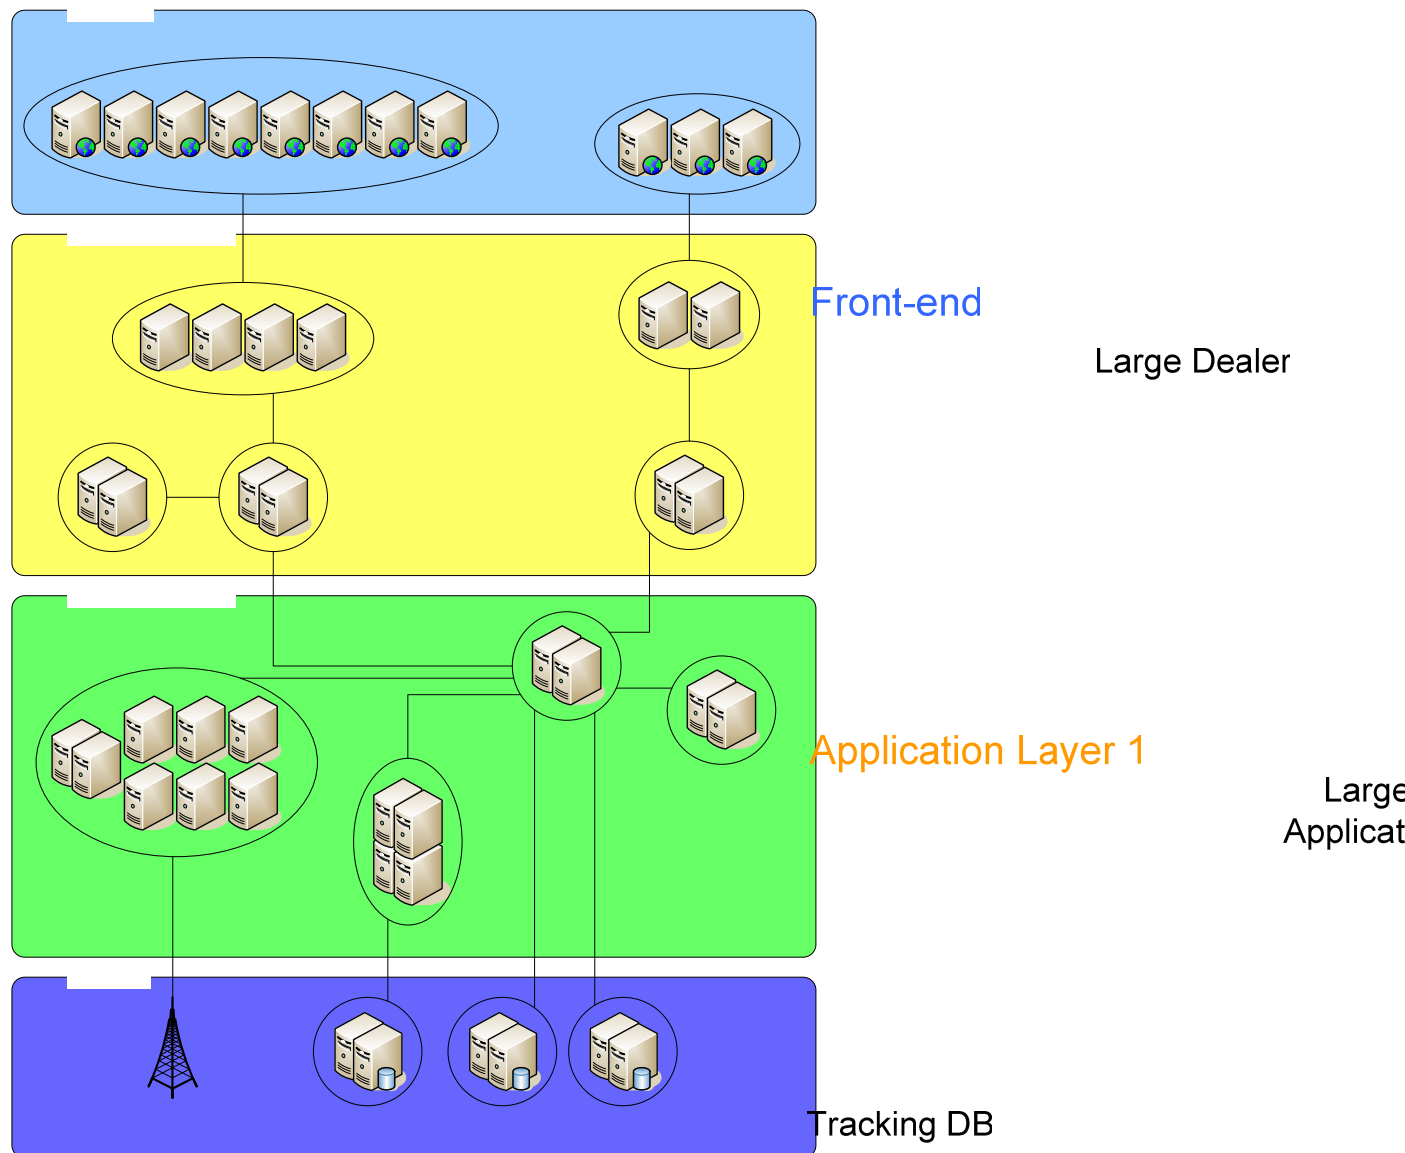 Front-end
Large Dealer
Application Layer 1
Large
Applicat
Tracking DB